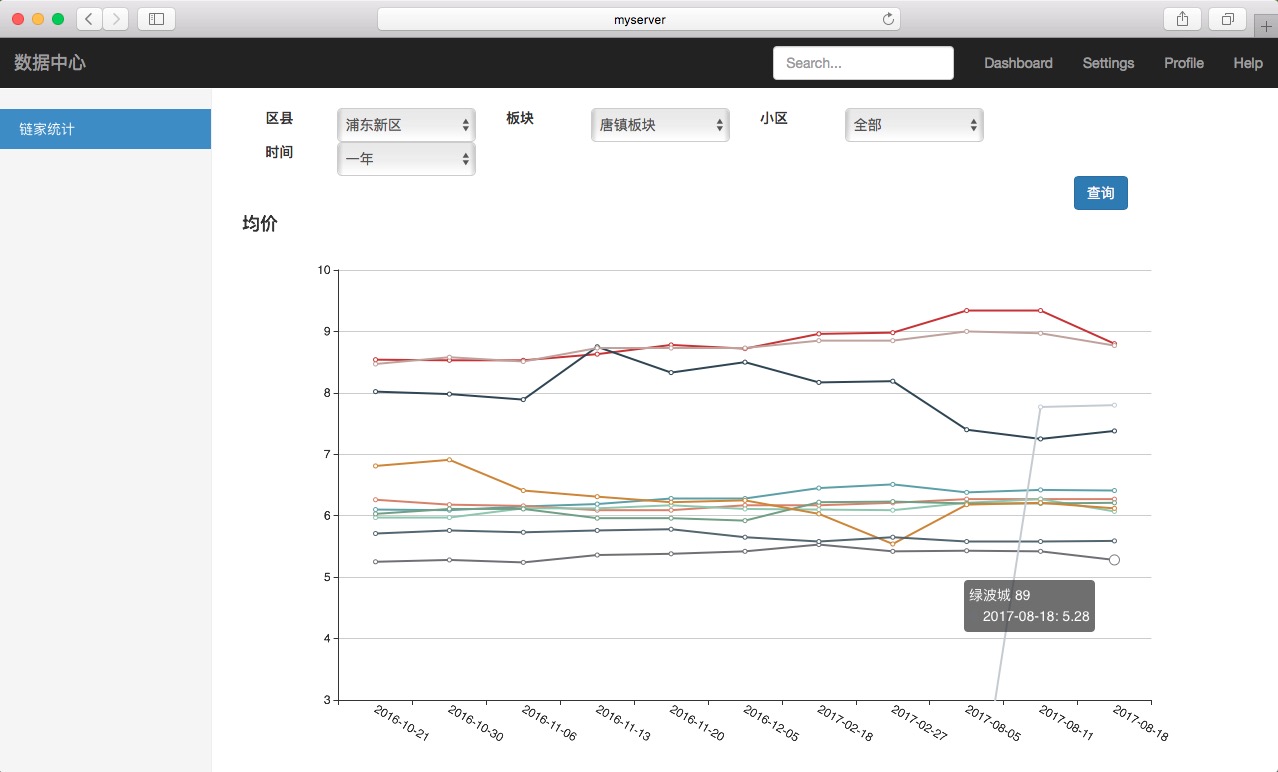 myserver
数据中心
Search...
Dashboard
Settings
Profile
Help
链家统计
区县
浦东新区
板块
唐镇板块
小区
全部
时间
一年
查询
均价
10
9
8
7
6
5
4
3
绿波城 89
2017-08-18: 5.28
2016-10-21
2016-10-30
2016-11-06
2016-11-13
2016-11-20
2016-12-05
2017-02-18
2017-02-27
2017-08-05
2017-08-11
2017-08-18